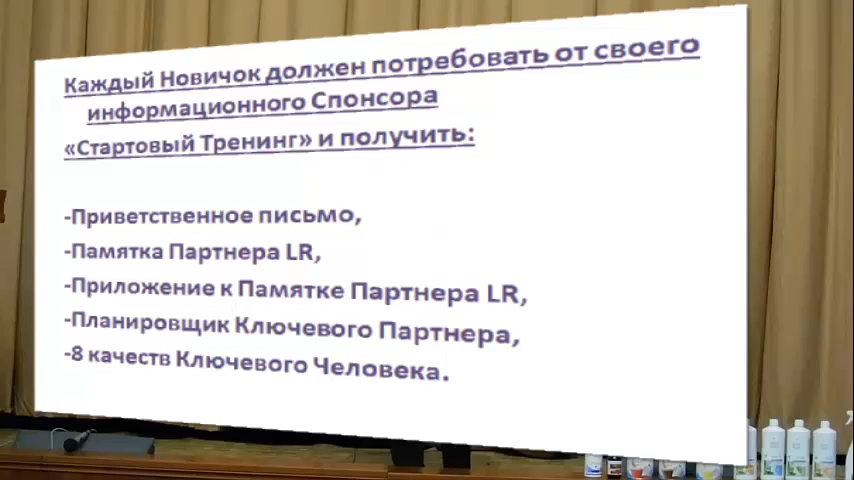 Каждый Новичок должен потребовать от своего
информационного Спонсора
«Стартовый Тренинг» и получить:
-Приветственное письмо,
-Памятка Партнера LR,
-Приложение к Памятке Партнера LR,
-Планировщик Ключевого Партнера,
-8 качеств Ключевого Человека.